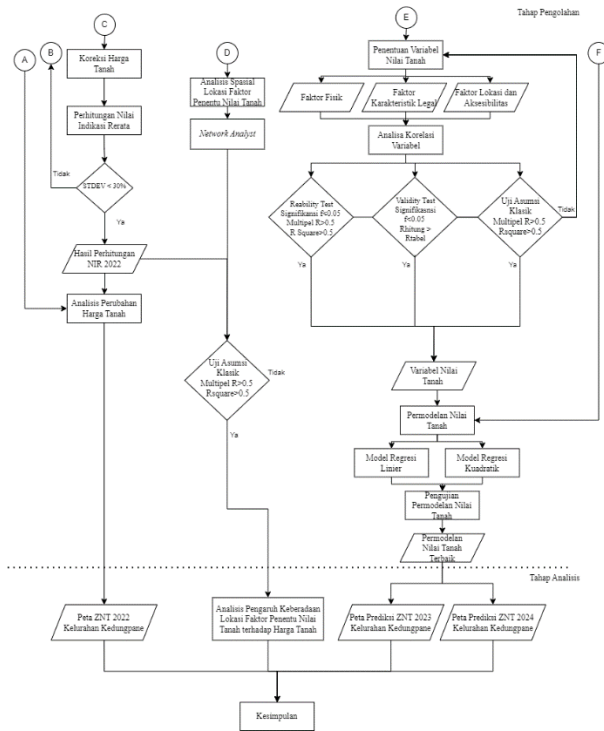 Tahap Pengolahan
C
Koreksi Harga
Tanah
Perhitungan Nilai
Indikasi Rerata
Tidak
STDEV < 30%
Ya
Hasil Perhitungan
NIR 2022
Analisis Perubahan
Harga Tanah
A
B
D
Analisis Spasial
Lokasi Faktor
Penentu Nilai Tanah
Network Analyst
Uji Asumsi
Klasik
Multipel R>0.5
Rsquare>0.5
Tidak
Ya
E
Penentuan Variabel
Nilai Tanah
Faktor Fisik
Faktor
Karakteristik Legal
Faktor Lokasi dan
Aksesibilitas
Analisa Korelasi
Variabel
Reability Test
Signifikansi f<0.05
Multipel R>0.5
R Square>0.5
Validity Test
Signifikasnsi
f<0.05
Rhitung >
Rtabel
Uji Asumsi
Klasik
Multipel R>0.5
Rsquare>0.5
Tidak
Ya
Ya
Ya
Variabel Nilai
Tanah
Permodelan Nilai
Tanah
Model Regresi
Linier
Model Regresi
Kuadratik
Pengujian
Permodelan Nilai
Tanah
Permodelan
Nilai Tanah
Terbaik
F
Tahap Analisis
Peta ZNT 2022
Kelurahan Kedungpane
Analisis Pengaruh Keberadaan
Lokasi Faktor Penentu Nilai
Tanah terhadap Harga Tanah
Peta Prediksi ZNT 2023
Kelurahan Kedungpane
Peta Prediksi ZNT 2024
Kelurahan Kedungpane
Kesimpulan